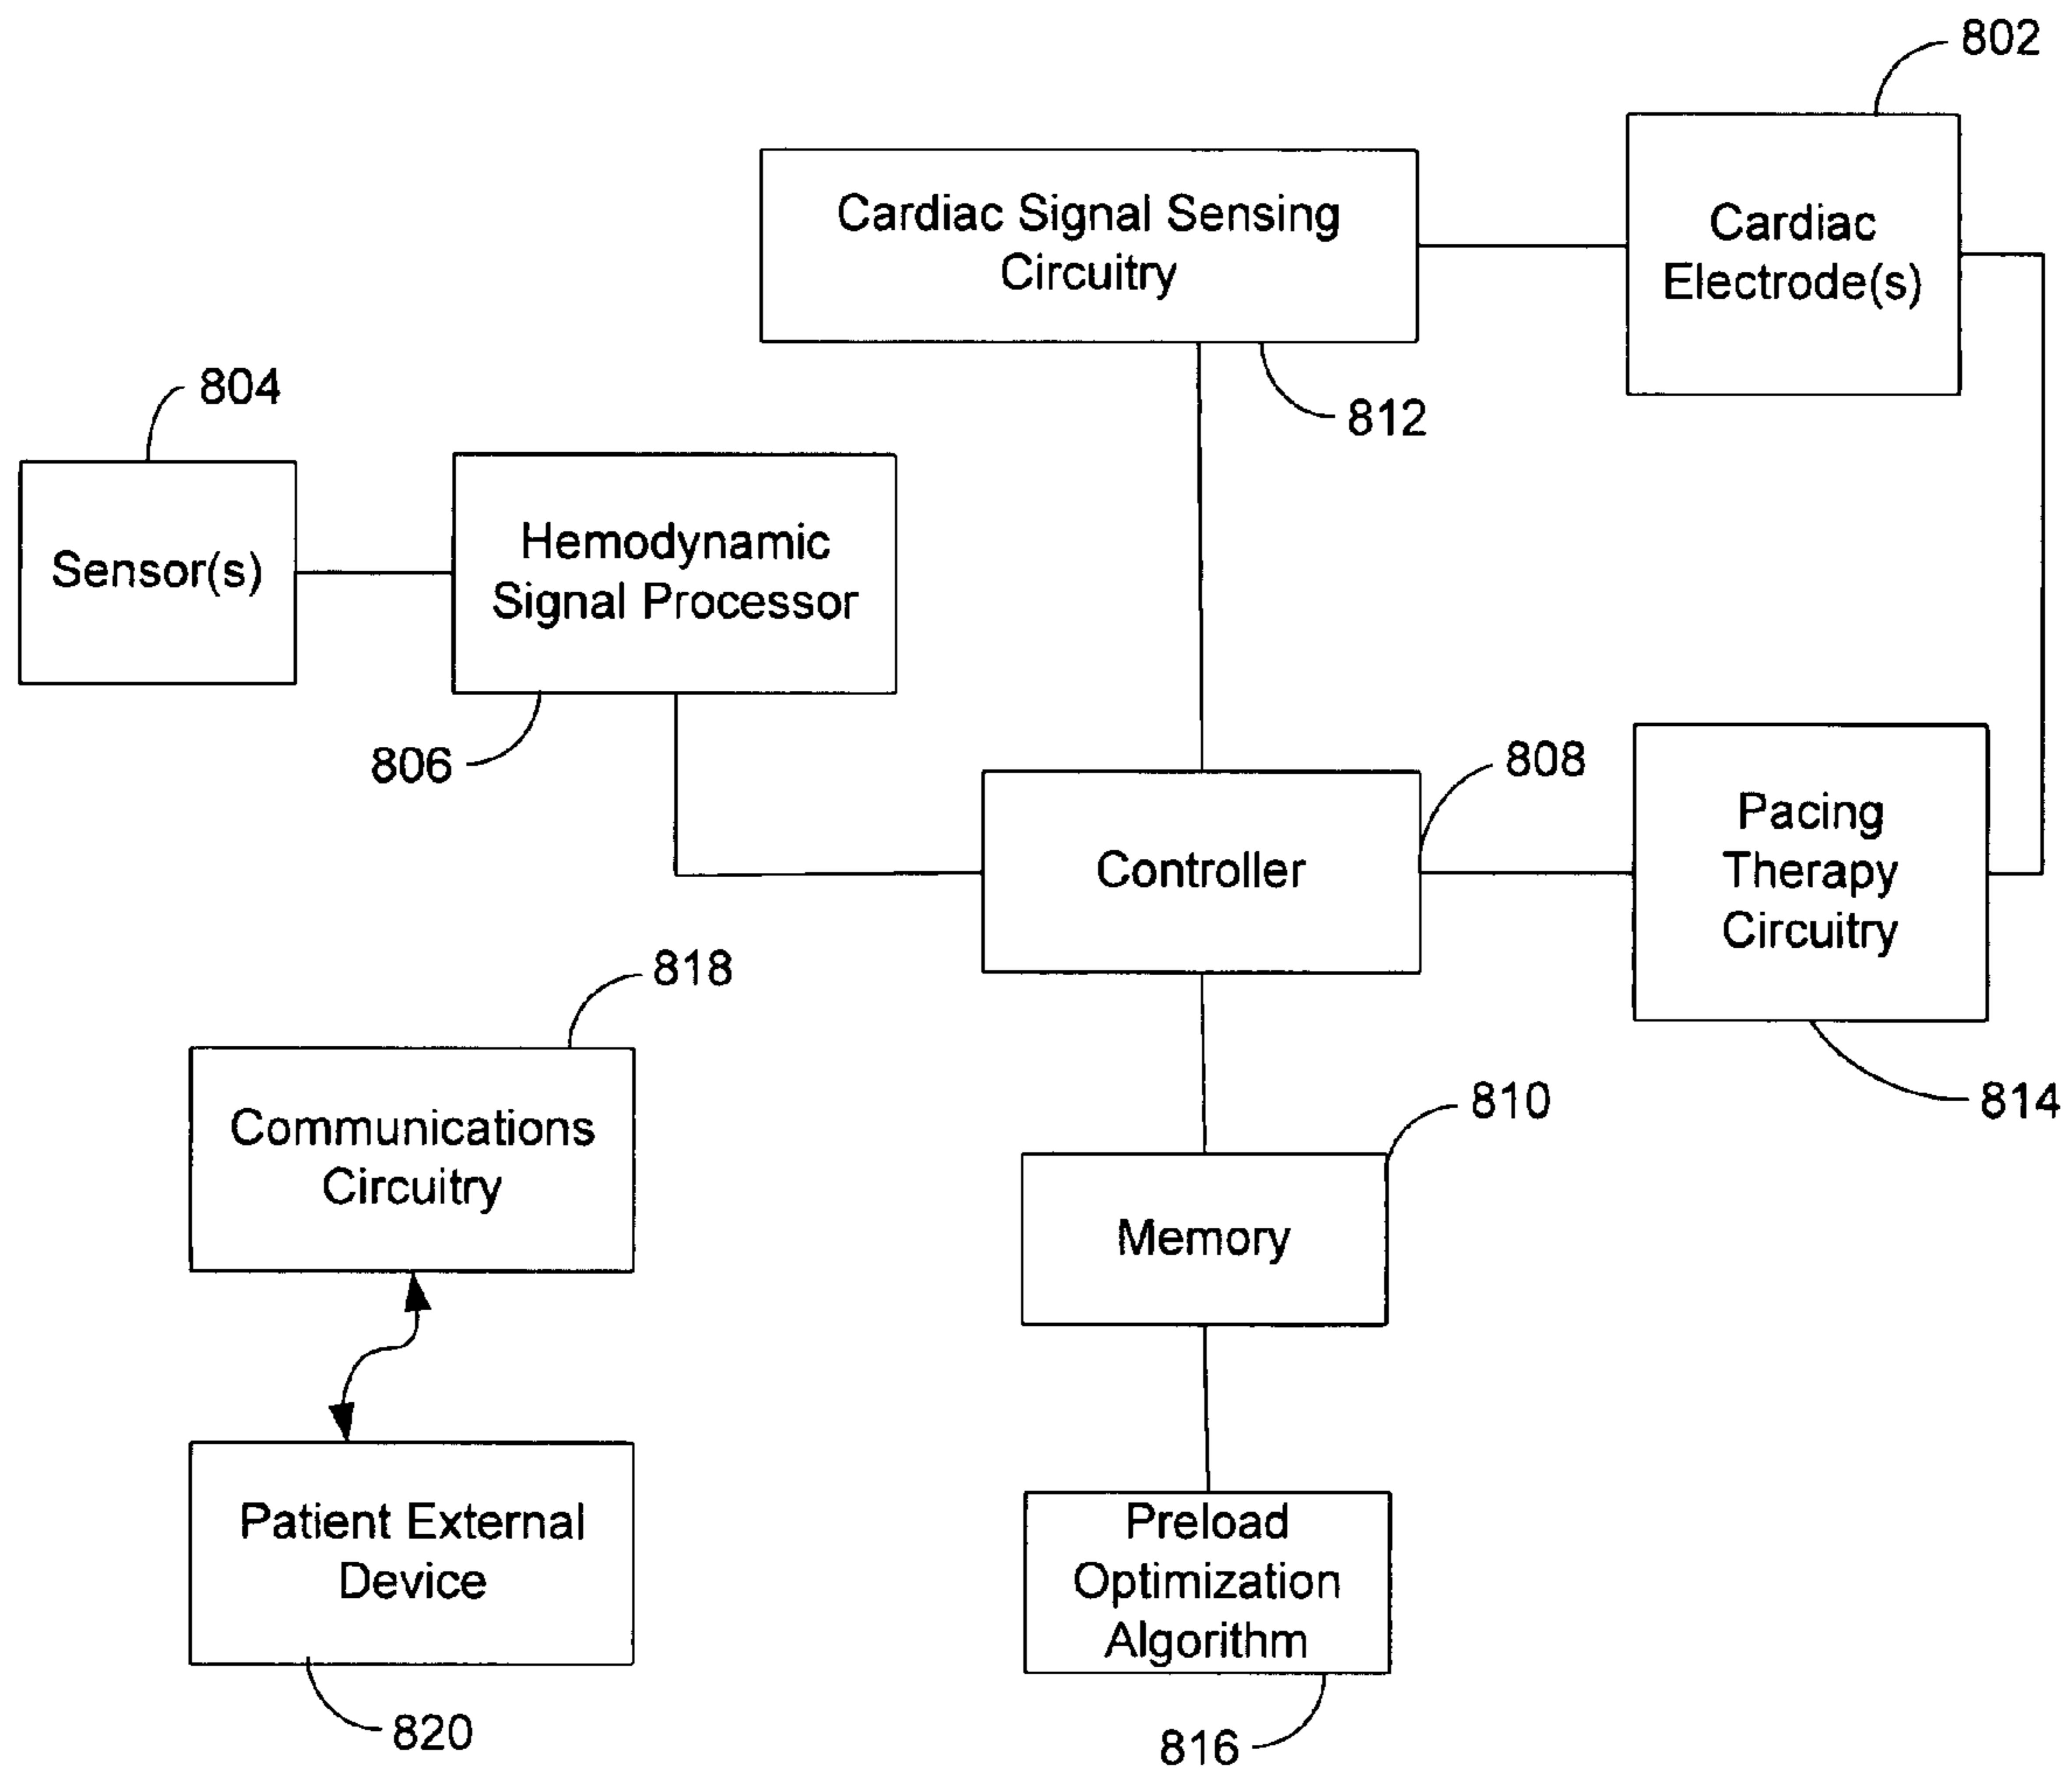 802
Cardiac Signal Sensing
Circuitry
Cardiac
Electrode(s)
812
804
Sensor(s)
Hemodynamic
Signal Processor
806
808
Controller
Pacing
Therapy
Circuitry
814
818
Communications
Circuitry
810
Memory
Patient External
Device
820
Preload
Optimization
Algorithm
816